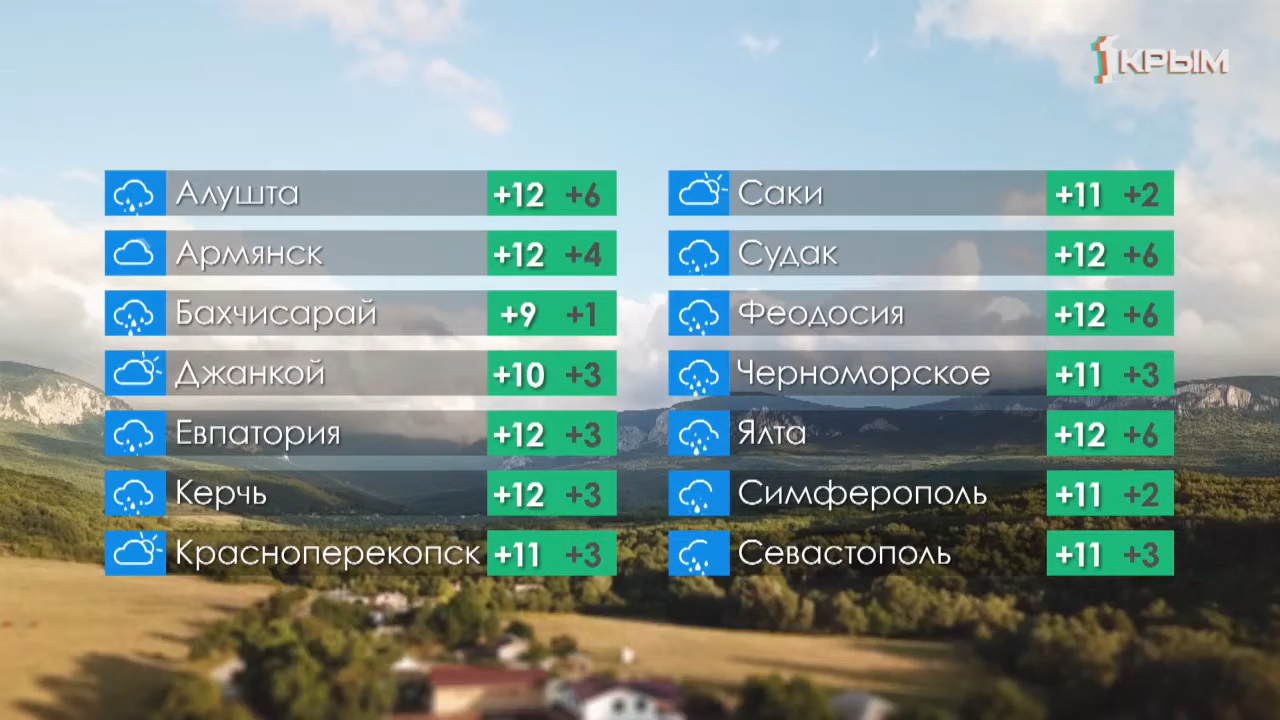 1 КРЫМ
Алушта +12 +6
Армянск +12 +4
Бахчисарай +9 +1
Джанкой +10 +3
Евпатория +12 +3
Керчь +12 +3
Красноперекопск +11 +3
Саки +11 +2
Судак +12 +6
Феодосия +12 +6
Черноморское +11 +3
Ялта +12 +6
Симферополь +11 +2
Севастополь +11 +3